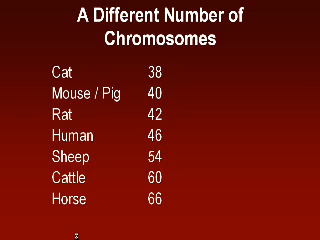 A Different Number of
Chromosomes
Cat 38
Mouse / Pig 40
Rat 42
Human 46
Sheep 54
Cattle 60
Horse 66